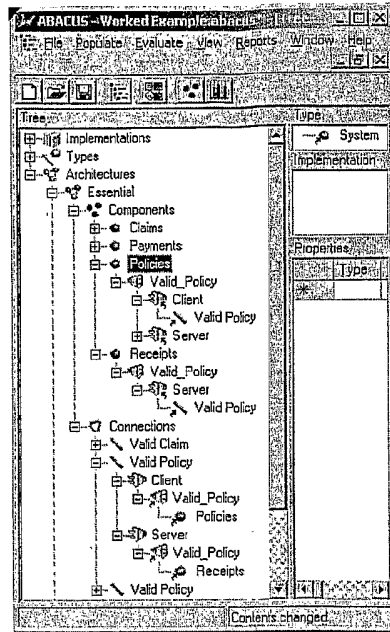 ABACUS - Worked Example.abacus
File Populate Evaluate View Reports Window Help
Tree
Implementations
Types
Architectures
Essential
Components
Claims
Payments
Policies
Valid_Policy
Client
Valid Policy
Server
Receipts
Valid_Policy
Server
Valid Policy
Connections
Valid Claim
Valid Policy
Client
Valid_Policy
Policies
Server
Valid_Policy
Receipts
Valid Policy
Type
System
Implementation
Properties
Type
Contents changed